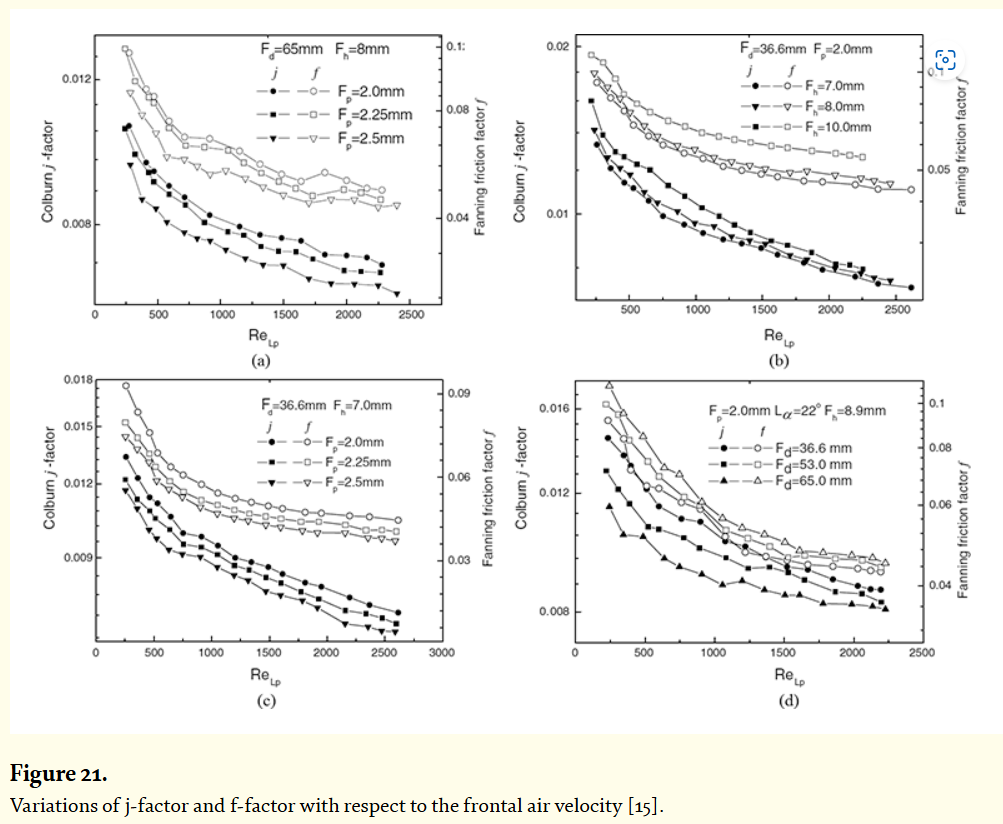 F_d=65mm F_h=8mm
j f
F_p=2.0mm
F_p=2.25mm
F_p=2.5mm
0.012
0.008
0.1
0.08
0.04
Colburn j -factor
Fanning friction factor f
0 500 1000 1500 2000 2500
Re_Lp
(a)
F_d=36.6mm F_p=2.0mm
j f
F_h=7.0mm
F_h=8.0mm
F_h=10.0mm
0.02
0.01
0.1
0.05
Colburn j -factor
Fanning friction factor f
500 1000 1500 2000 2500
Re_Lp
(b)
F_d=36.6mm F_h=7.0mm
j f
F_p=2.0mm
F_p=2.25mm
F_p=2.5mm
0.018
0.015
0.012
0.009
0.09
0.06
0.03
Colburn j -factor
Fanning friction factor f
0 500 1000 1500 2000 2500 3000
Re_Lp
(c)
F_p=2.0mm L_α=22° F_h=8.9mm
j f
F_d=36.6 mm
F_d=53.0 mm
F_d=65.0 mm
0.016
0.012
0.008
0.1
0.08
0.06
0.04
Colburn j -factor
Fanning friction factor f
0 500 1000 1500 2000 2500
Re_Lp
(d)
Figure 21.
Variations of j-factor and f-factor with respect to the frontal air velocity [15].